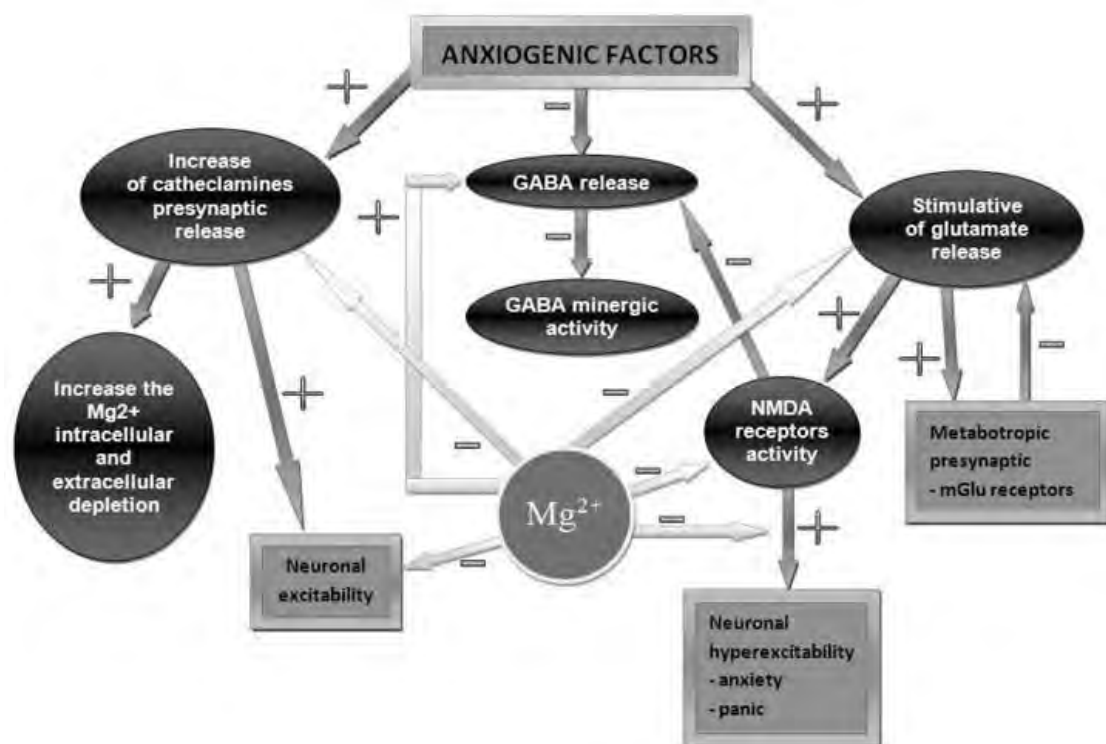 ANXIOGENIC FACTORS
+
−
+
Increase
of catheclamines
presynaptic
release
GABA release
Stimulative
of glutamate
release
+
−
−
+
GABA minergic
activity
+
+
−
Increase the
Mg2+
intracellular
and
extracellular
depletion
+
−
NMDA
receptors
activity
Metabotropic
presynaptic
- mGlu receptors
−
−
Mg²⁺
−
+
−
Neuronal
excitability
Neuronal
hyperexcitability
- anxiety
- panic